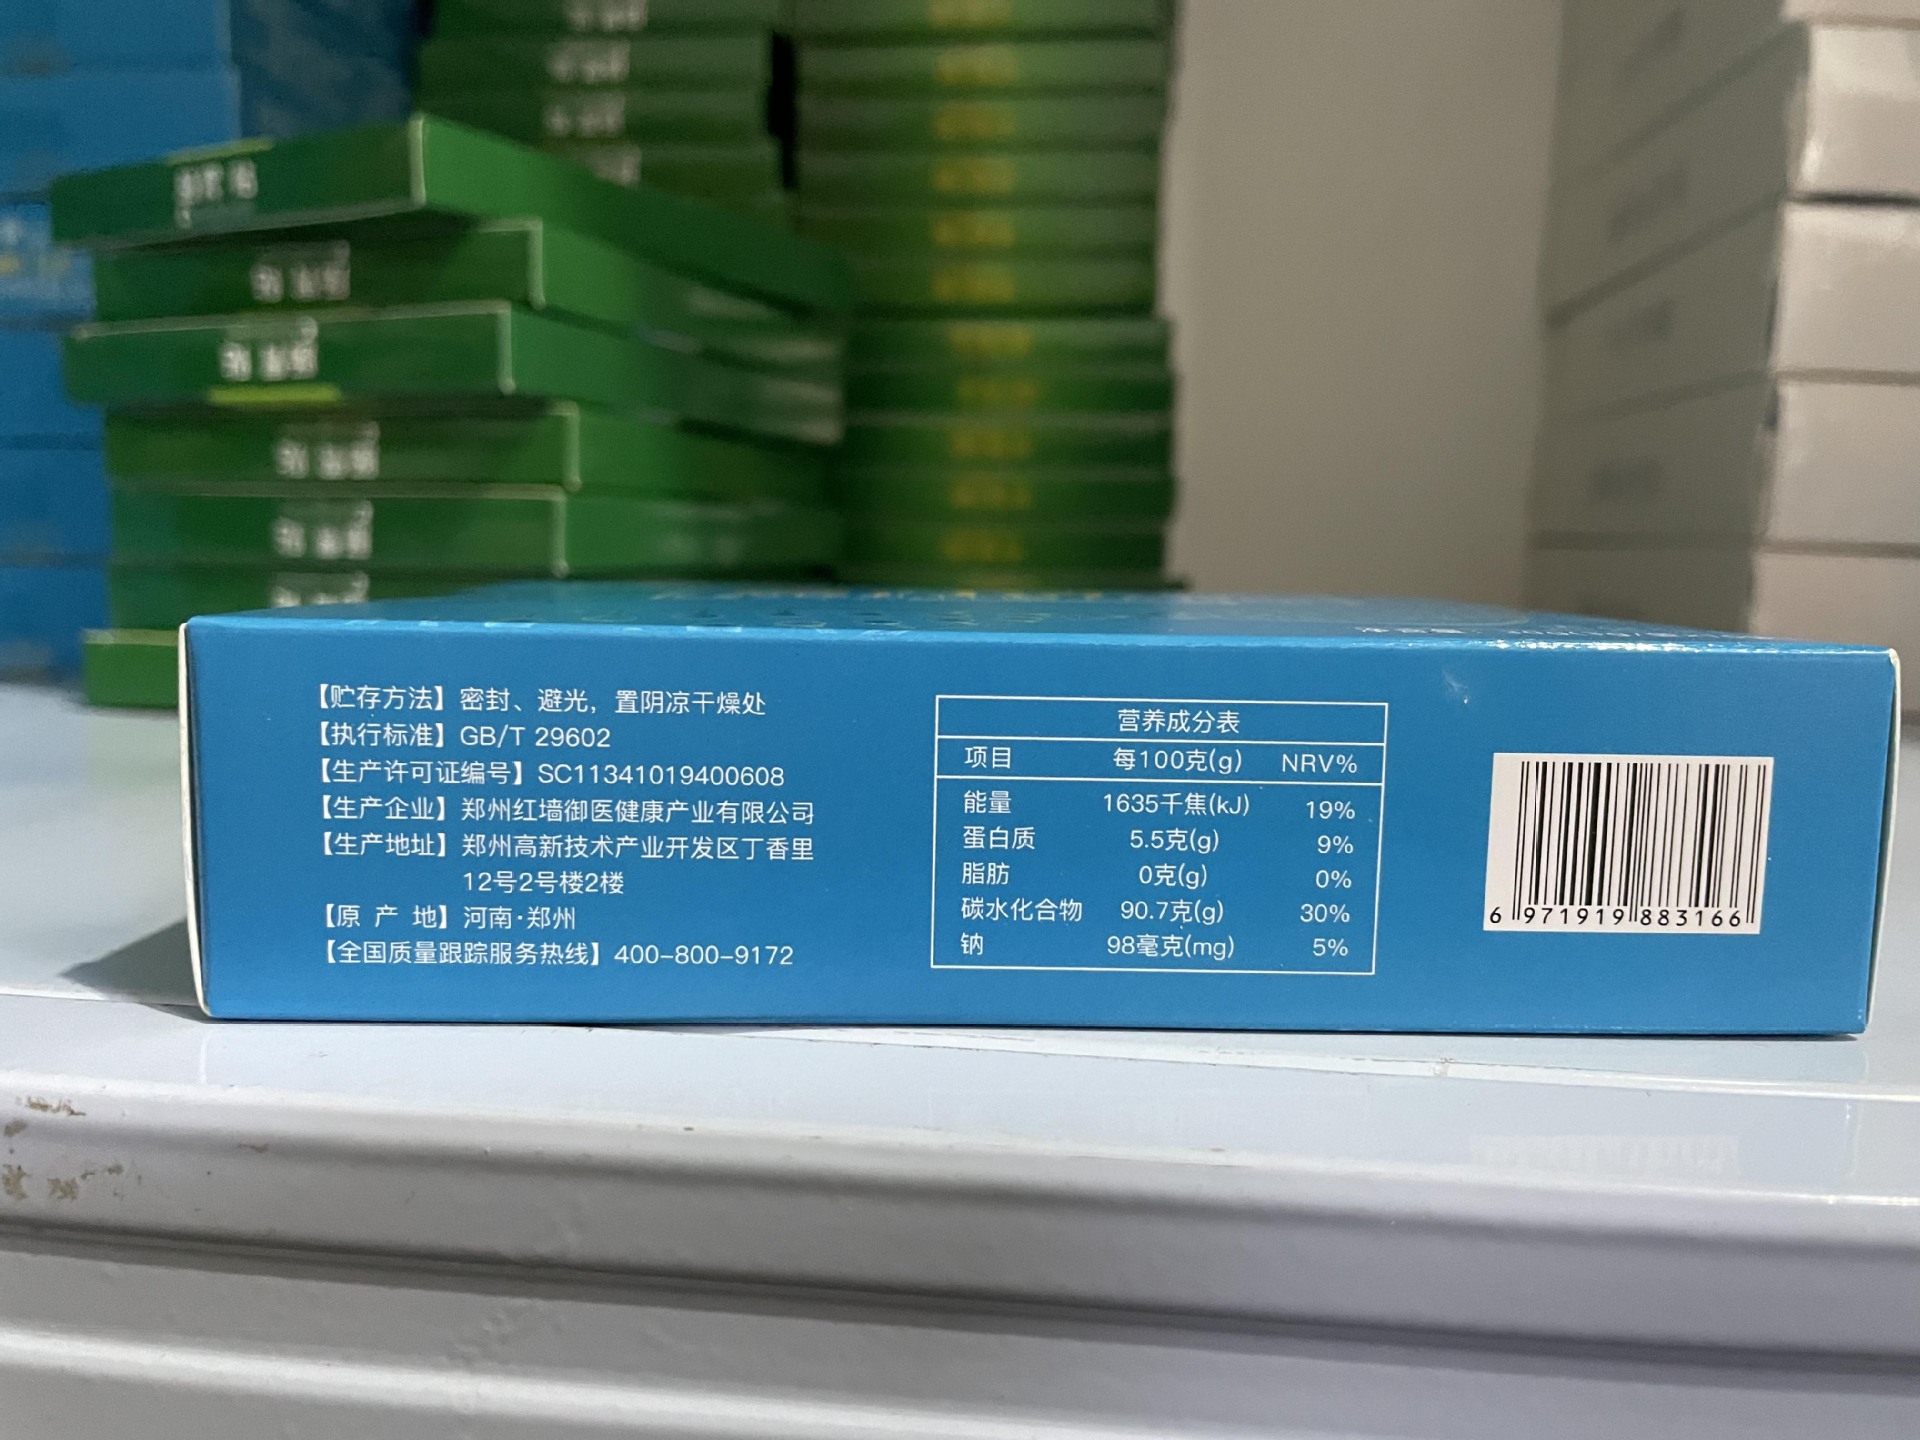 【贮存方法】密封、避光，置阴凉干燥处
【执行标准】GB/T 29602
【生产许可证编号】SC11341019400608
【生产企业】郑州红墙御医健康产业有限公司
【生产地址】郑州高新技术产业开发区丁香里
12号2号楼2楼
【原 产 地】河南·郑州
【全国质量跟踪服务热线】400-800-9172
营养成分表
项目 每100克(g) NRV%
能量 1635千焦(kJ) 19%
蛋白质 5.5克(g) 9%
脂肪 0克(g) 0%
碳水化合物 90.7克(g) 30%
钠 98毫克(mg) 5%
6 971919 883166